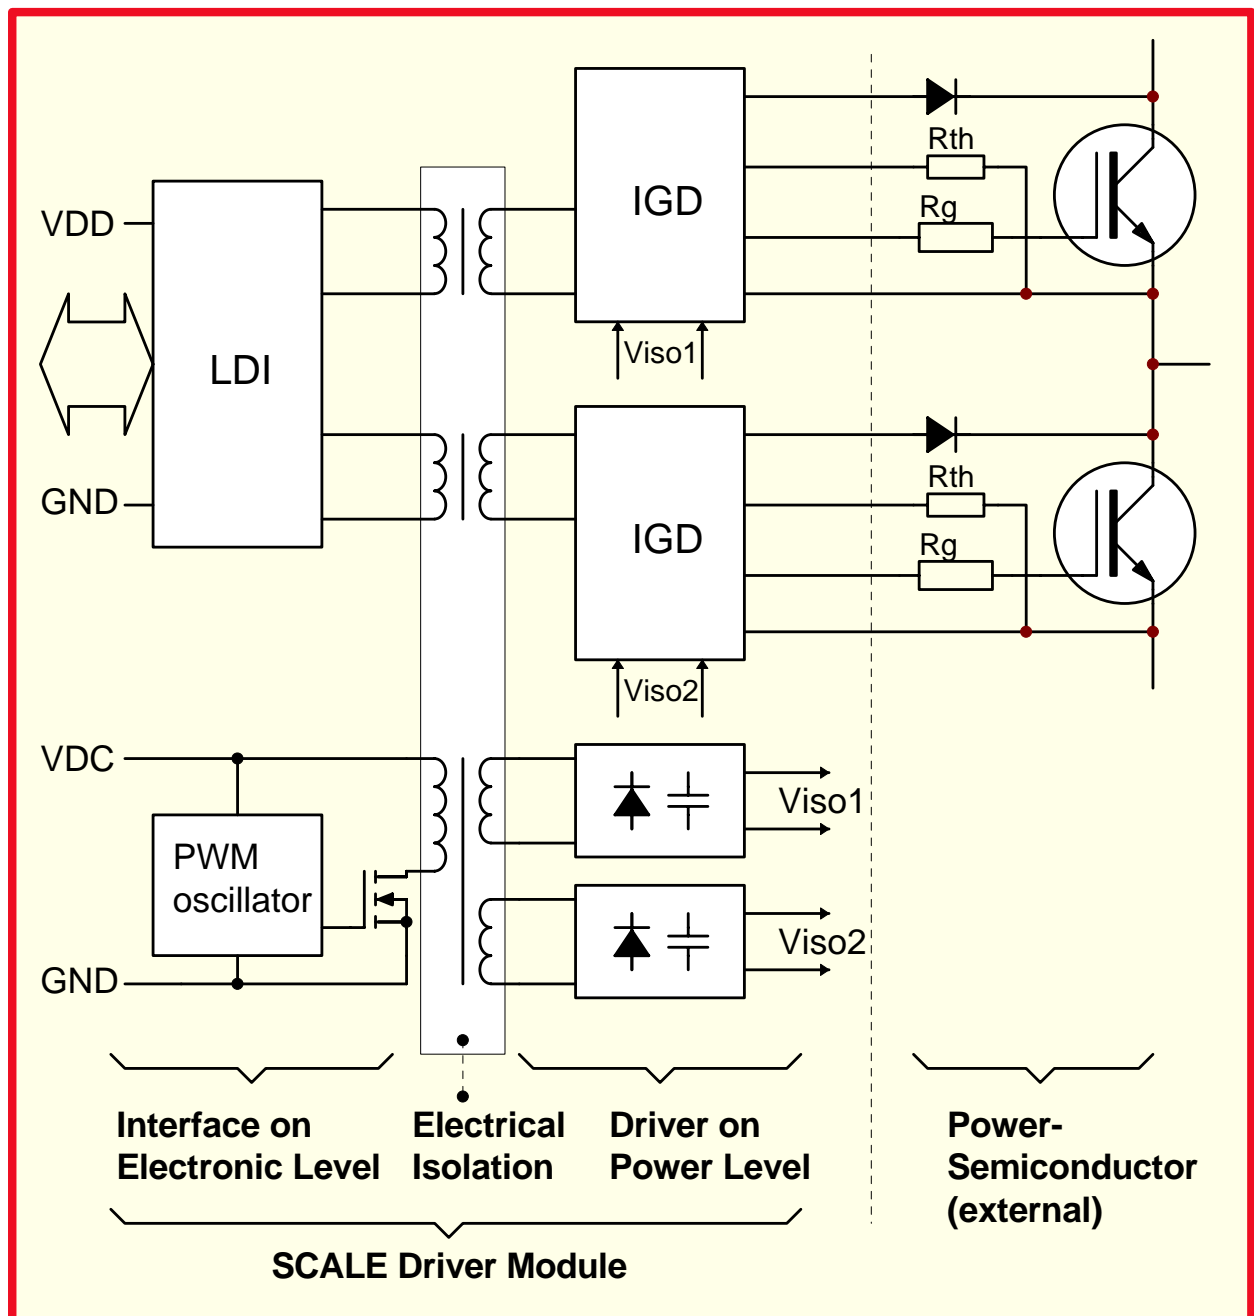 IGD
Rth
Rg
VDD
LDI
Viso1
GND
IGD
Rth
Rg
Viso2
VDC
PWM
oscillator
Viso1
GND
Viso2
Interface on
Electronic Level
Electrical
Isolation
Driver on
Power Level
Power-
Semiconductor
(external)
SCALE Driver Module